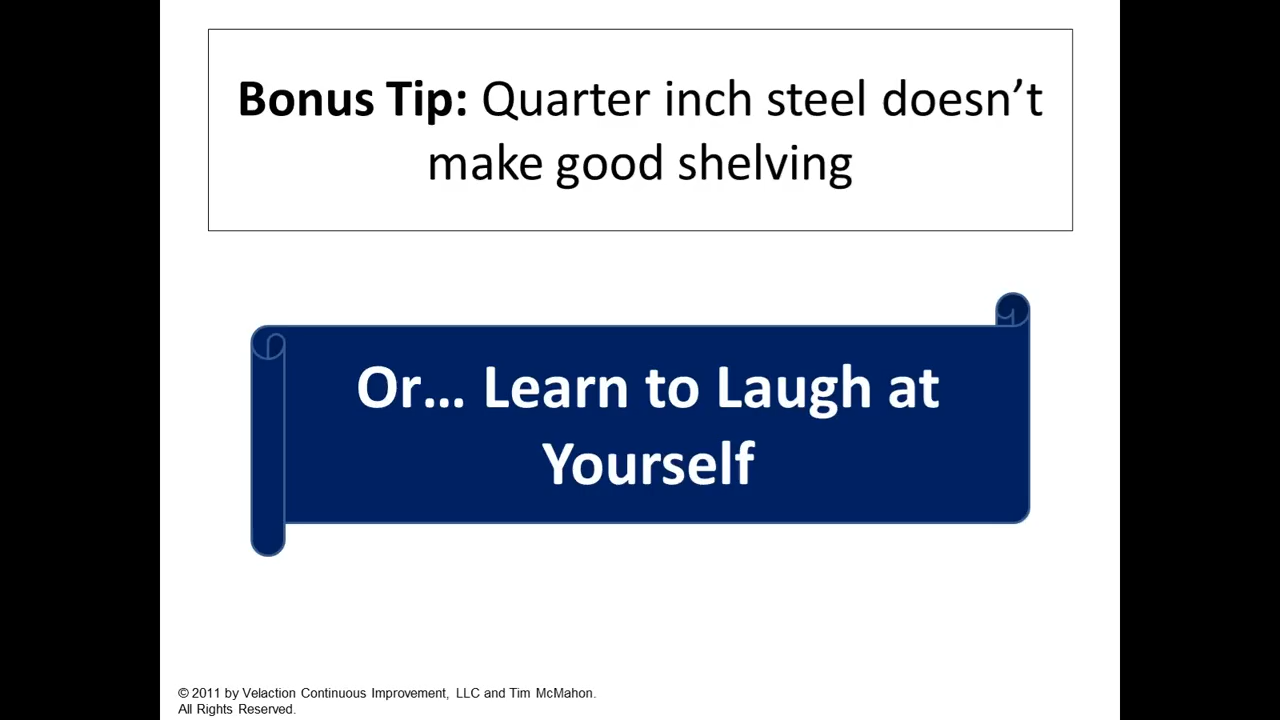 Bonus Tip: Quarter inch steel doesn’t
make good shelving
Or… Learn to Laugh at
Yourself
© 2011 by Velaction Continuous Improvement, LLC and Tim McMahon.
All Rights Reserved.